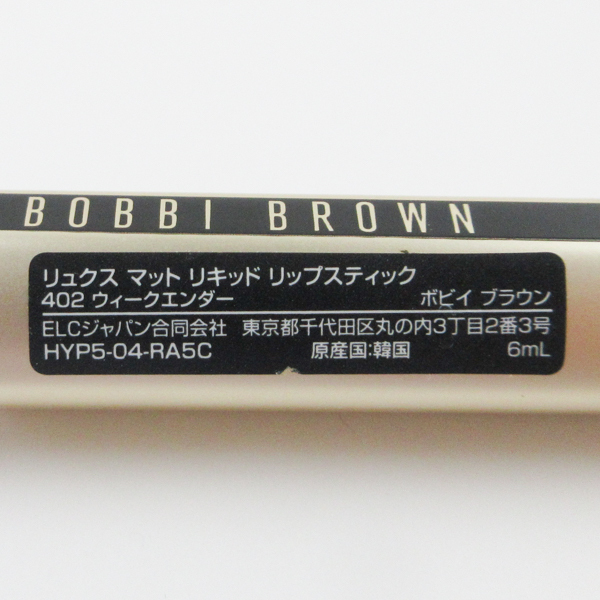 BOBBI BROWN
リュクス マット リキッド リップスティック
402 ウィークエンダー ボビイ ブラウン
ELCジャパン合同会社 東京都千代田区丸の内3丁目2番3号
HYP5-04-RA5C 原産国:韓国 6mL